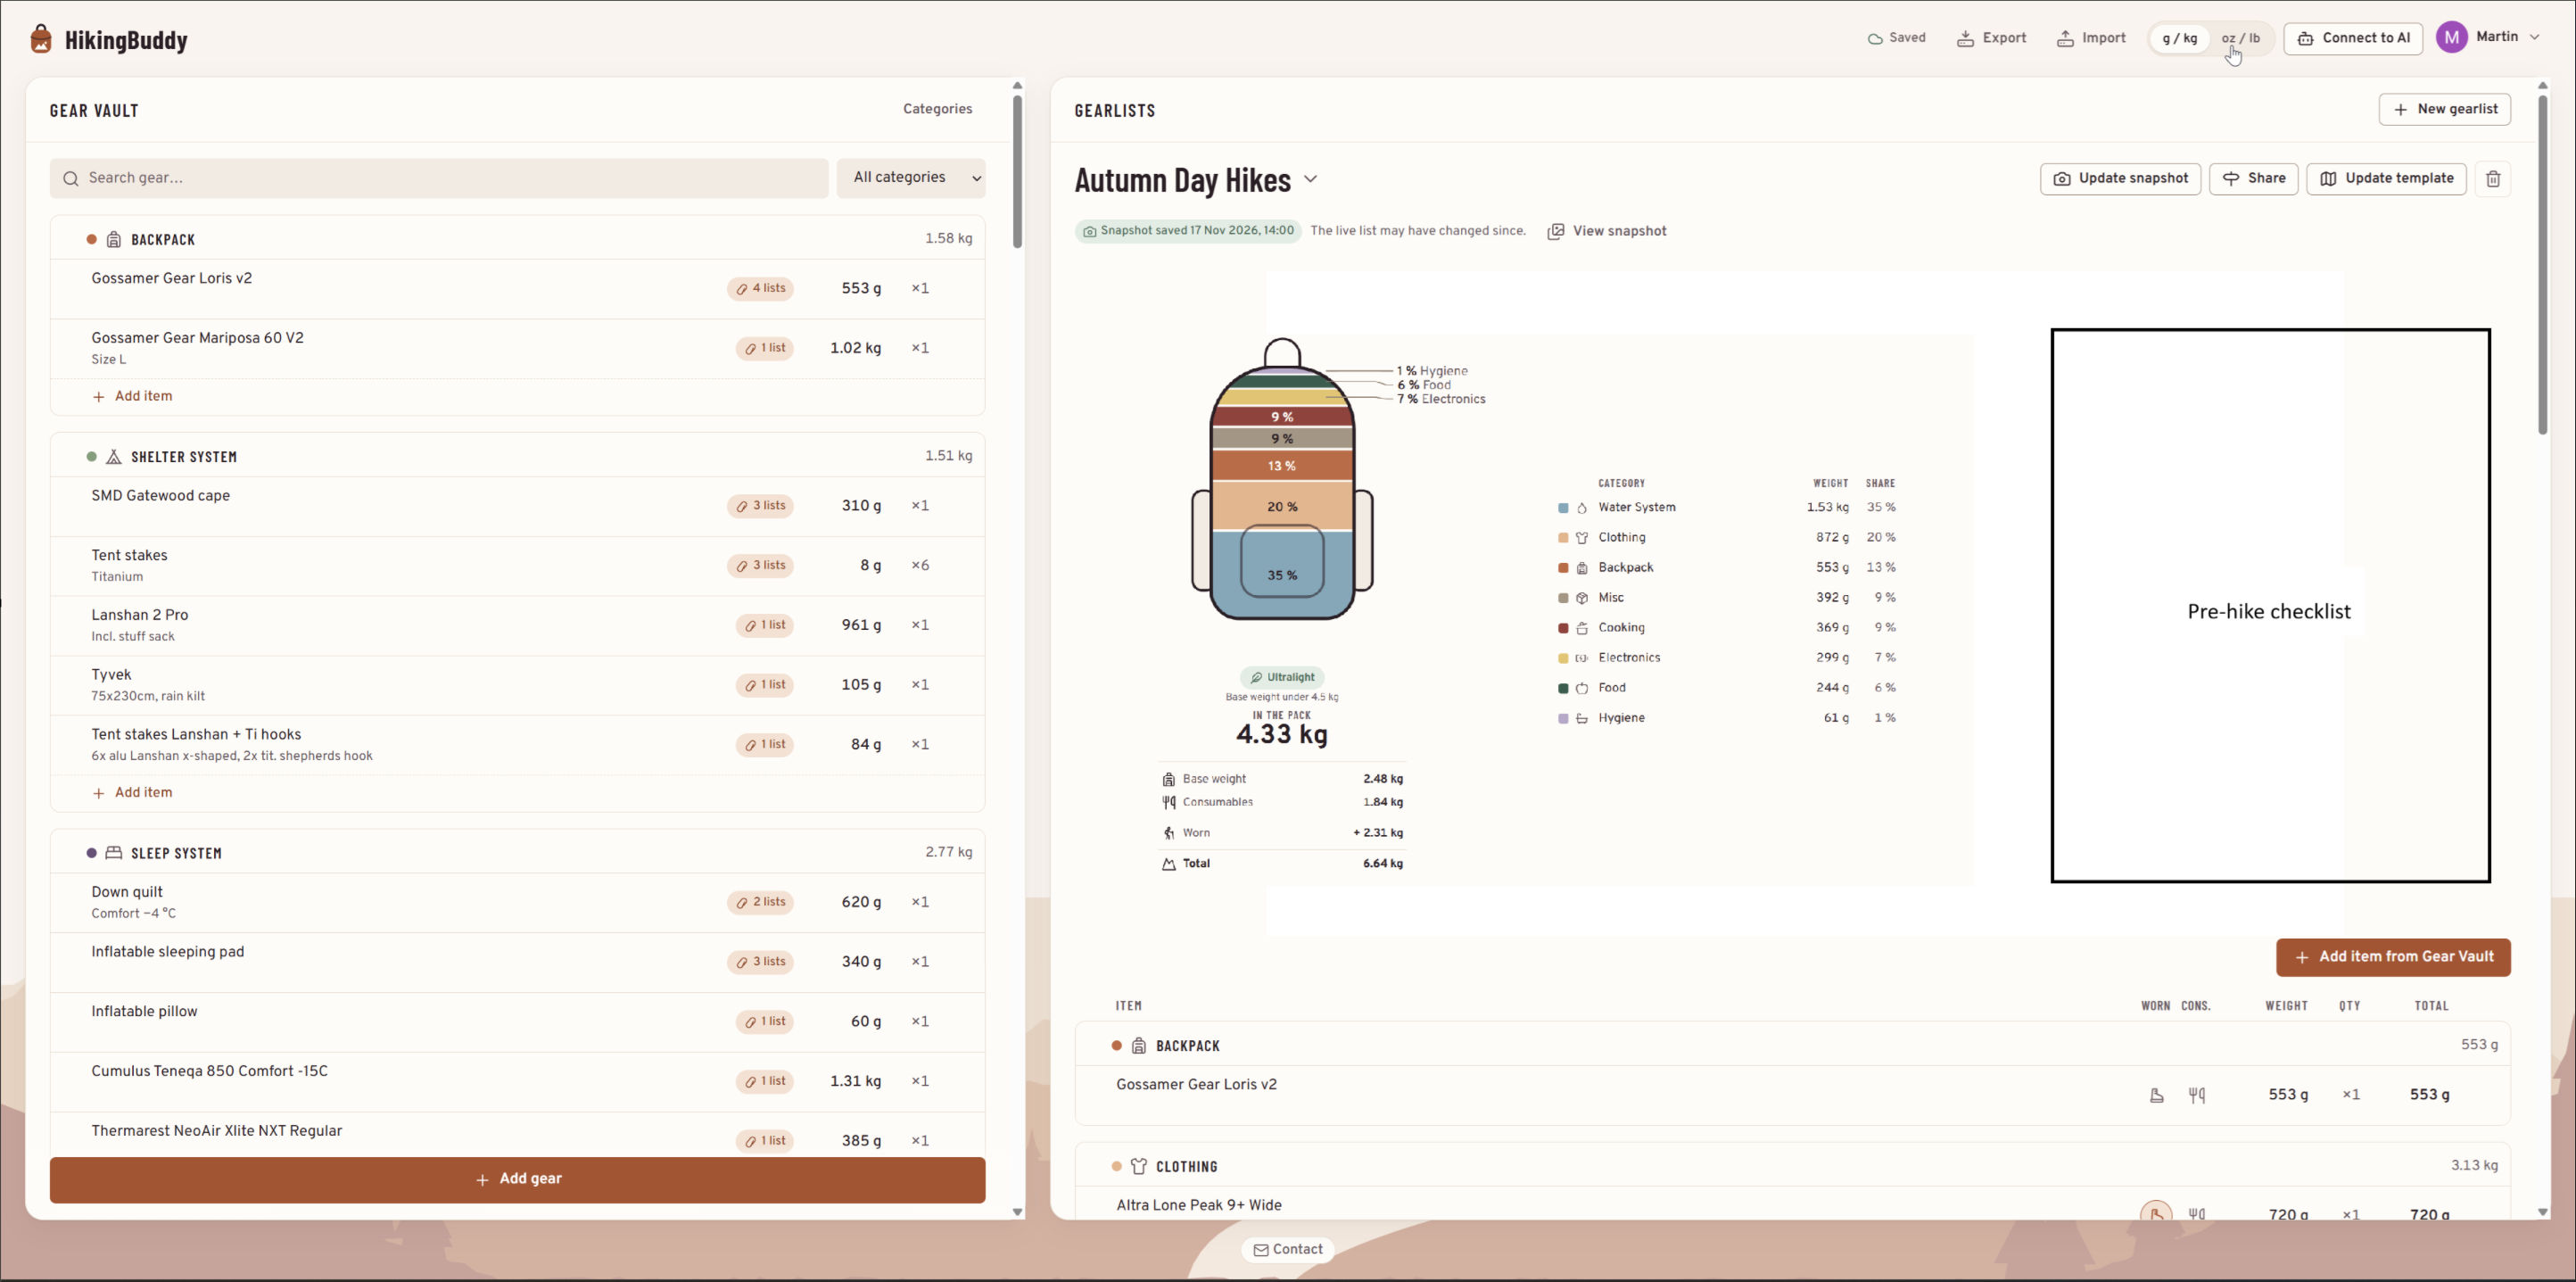 HikingBuddy
Saved
Export
Import
g / kg
oz / lb
Connect to AI
M
Martin
GEAR VAULT
Categories
Search gear...
All categories
BACKPACK 1.58 kg
Gossamer Gear Loris v2
4 lists 553 g ×1
Gossamer Gear Mariposa 60 V2
Size L
1 list 1.02 kg ×1
+ Add item
SHELTER SYSTEM 1.51 kg
SMD Gatewood cape
3 lists 310 g ×1
Tent stakes
Titanium
3 lists 8 g ×6
Lanshan 2 Pro
Incl. stuff sack
1 list 961 g ×1
Tyvek
75x230cm, rain kilt
1 list 105 g ×1
Tent stakes Lanshan + Ti hooks
6x alu Lanshan x-shaped, 2x tit. shepherds hook
1 list 84 g ×1
+ Add item
SLEEP SYSTEM 2.77 kg
Down quilt
Comfort −4 °C
2 lists 620 g ×1
Inflatable sleeping pad
3 lists 340 g ×1
Inflatable pillow
1 list 60 g ×1
Cumulus Teneqa 850 Comfort -15C
1 list 1.31 kg ×1
Thermarest NeoAir Xlite NXT Regular
1 list 385 g ×1
+ Add gear
GEARLISTS
+ New gearlist
Autumn Day Hikes
Update snapshot
Share
Update template
Snapshot saved 17 Nov 2026, 14:00
The live list may have changed since.
View snapshot
1 % Hygiene
6 % Food
7 % Electronics
9 %
9 %
13 %
20 %
35 %
Ultralight
Base weight under 4.5 kg
IN THE PACK
4.33 kg
Base weight 2.48 kg
Consumables 1.84 kg
Worn + 2.31 kg
Total 6.64 kg
CATEGORY WEIGHT SHARE
Water System 1.53 kg 35 %
Clothing 872 g 20 %
Backpack 553 g 13 %
Misc 392 g 9 %
Cooking 369 g 9 %
Electronics 299 g 7 %
Food 244 g 6 %
Hygiene 61 g 1 %
Pre-hike checklist
+ Add item from Gear Vault
ITEM WORN CONS. WEIGHT QTY TOTAL
BACKPACK 553 g
Gossamer Gear Loris v2
553 g ×1 553 g
CLOTHING 3.13 kg
Altra Lone Peak 9+ Wide
720 g ×1 720 g
Contact